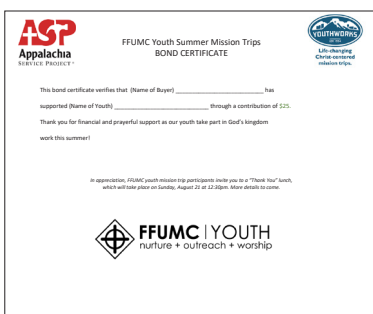 ASP
Appalachia
SERVICE PROJECT
FFUMC Youth Summer Mission Trips
BOND CERTIFICATE
YOUTHWORKS
Life-changing
Christ-centered
mission trips.
This bond certificate verifies that (Name of Buyer) ____________________________ has
supported (Name of Youth) ______________________________ through a contribution of $25.
Thank you for financial and prayerful support as our youth take part in God's kingdom
work this summer!
In appreciation, FFUMC youth mission trip participants invite you to a "Thank You" lunch,
which will take place on Sunday, August 21 at 12:30pm. More details to come.
FFUMC | YOUTH
nurture + outreach + worship